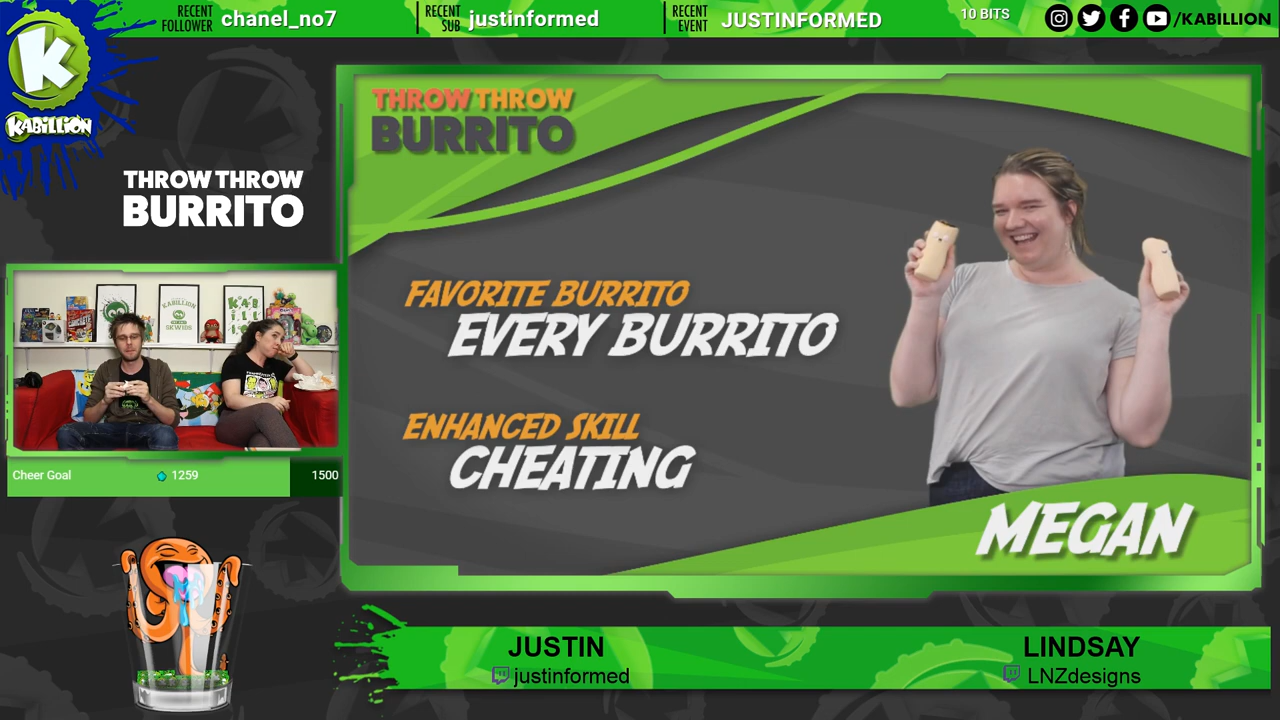 RECENT FOLLOWER chanel_no7
RECENT SUB justinformed
RECENT EVENT JUSTINFORMED
10 BITS
/KABILLION
K
KABILLION
THROW THROW
BURRITO
THROW THROW
BURRITO
FAVORITE BURRITO
EVERY BURRITO
ENHANCED SKILL
CHEATING
MEGAN
KABILLION
Cheer Goal 1259 1500
JUSTIN
justinformed
LINDSAY
LNZdesigns